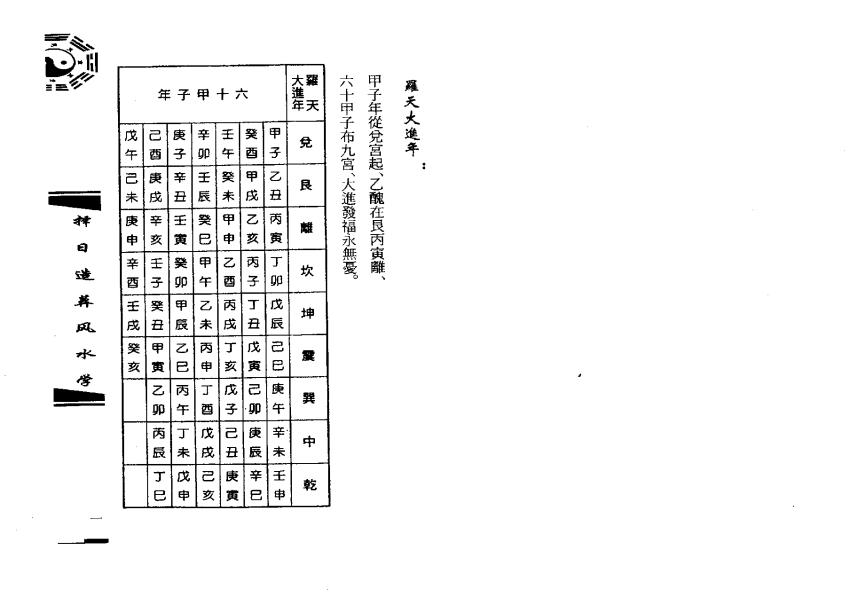 羅天大進年：
甲子年從兌宮起、乙醜在艮丙寅離、
六十甲子布九宮、大進發福永無憂。
羅天
大進年
兌 艮 離 坎 坤 震 巽 中 乾
六十甲子年
甲子 乙丑 丙寅 丁卯 戊辰 己巳 庚午 辛未 壬申
癸酉 甲戌 乙亥 丙子 丁丑 戊寅 己卯 庚辰 辛巳
壬午 癸未 甲申 乙酉 丙戌 丁亥 戊子 己丑 庚寅
辛卯 壬辰 癸巳 甲午 乙未 丙申 丁酉 戊戌 己亥
庚子 辛丑 壬寅 癸卯 甲辰 乙巳 丙午 丁未 戊申
己酉 庚戌 辛亥 壬子 癸丑 甲寅 乙卯 丙辰 丁巳
戊午 己未 庚申 辛酉 壬戌 癸亥
择日造葬风水学
一